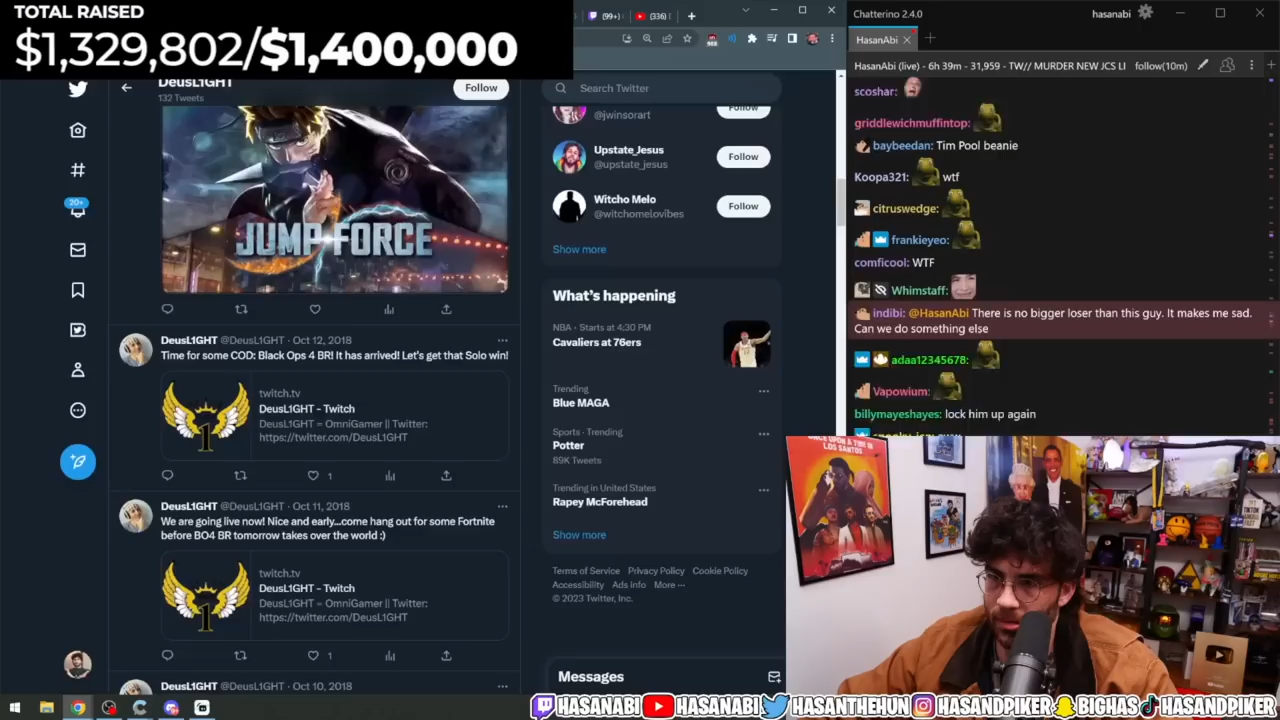 TOTAL RAISED
$1,329,802/$1,400,000
(99+)
(336)
DeusL1GHT
132 Tweets
Follow
20+
JUMP FORCE
DeusL1GHT @DeusL1GHT · Oct 12, 2018
Time for some COD: Black Ops 4 BR! It has arrived! Let's get that Solo win!
1
twitch.tv
DeusL1GHT - Twitch
DeusL1GHT = OmniGamer || Twitter:
https://twitter.com/DeusL1GHT
1
DeusL1GHT @DeusL1GHT · Oct 11, 2018
We are going live now! Nice and early...come hang out for some Fortnite
before BO4 BR tomorrow takes over the world :)
1
twitch.tv
DeusL1GHT - Twitch
DeusL1GHT = OmniGamer || Twitter:
https://twitter.com/DeusL1GHT
1
DeusL1GHT @DeusL1GHT · Oct 10, 2018
Search Twitter
@jwinsorart
Follow
Upstate_Jesus
@upstate_jesus
Follow
Witcho Melo
@witchomelovibes
Follow
Show more
What's happening
NBA · Starts at 4:30 PM
Cavaliers at 76ers
Trending
Blue MAGA
Sports · Trending
Potter
89K Tweets
Trending in United States
Rapey McForehead
Show more
Terms of Service Privacy Policy Cookie Policy
Accessibility Ads info More ···
© 2023 Twitter, Inc.
Messages
Chatterino 2.4.0
hasanabi
HasanAbi
HasanAbi (live) - 6h 39m - 31,959 - TW// MURDER NEW JCS LI follow(10m)
scoshar:
griddlewichmuffintop:
baybeedan: Tim Pool beanie
Koopa321: wtf
citruswedge:
frankieyeo:
comficool: WTF
Whimstaff:
indibi: @HasanAbi There is no bigger loser than this guy. It makes me sad.
Can we do something else
adaa12345678:
Vapowium:
billymayeshayes: lock him up again
ONCE UPON A TIME IN
LOS SANTOS
HASANABI HASANABI HASANTHEHUN HASANDPIKER BIGHAS HASANDPIKER